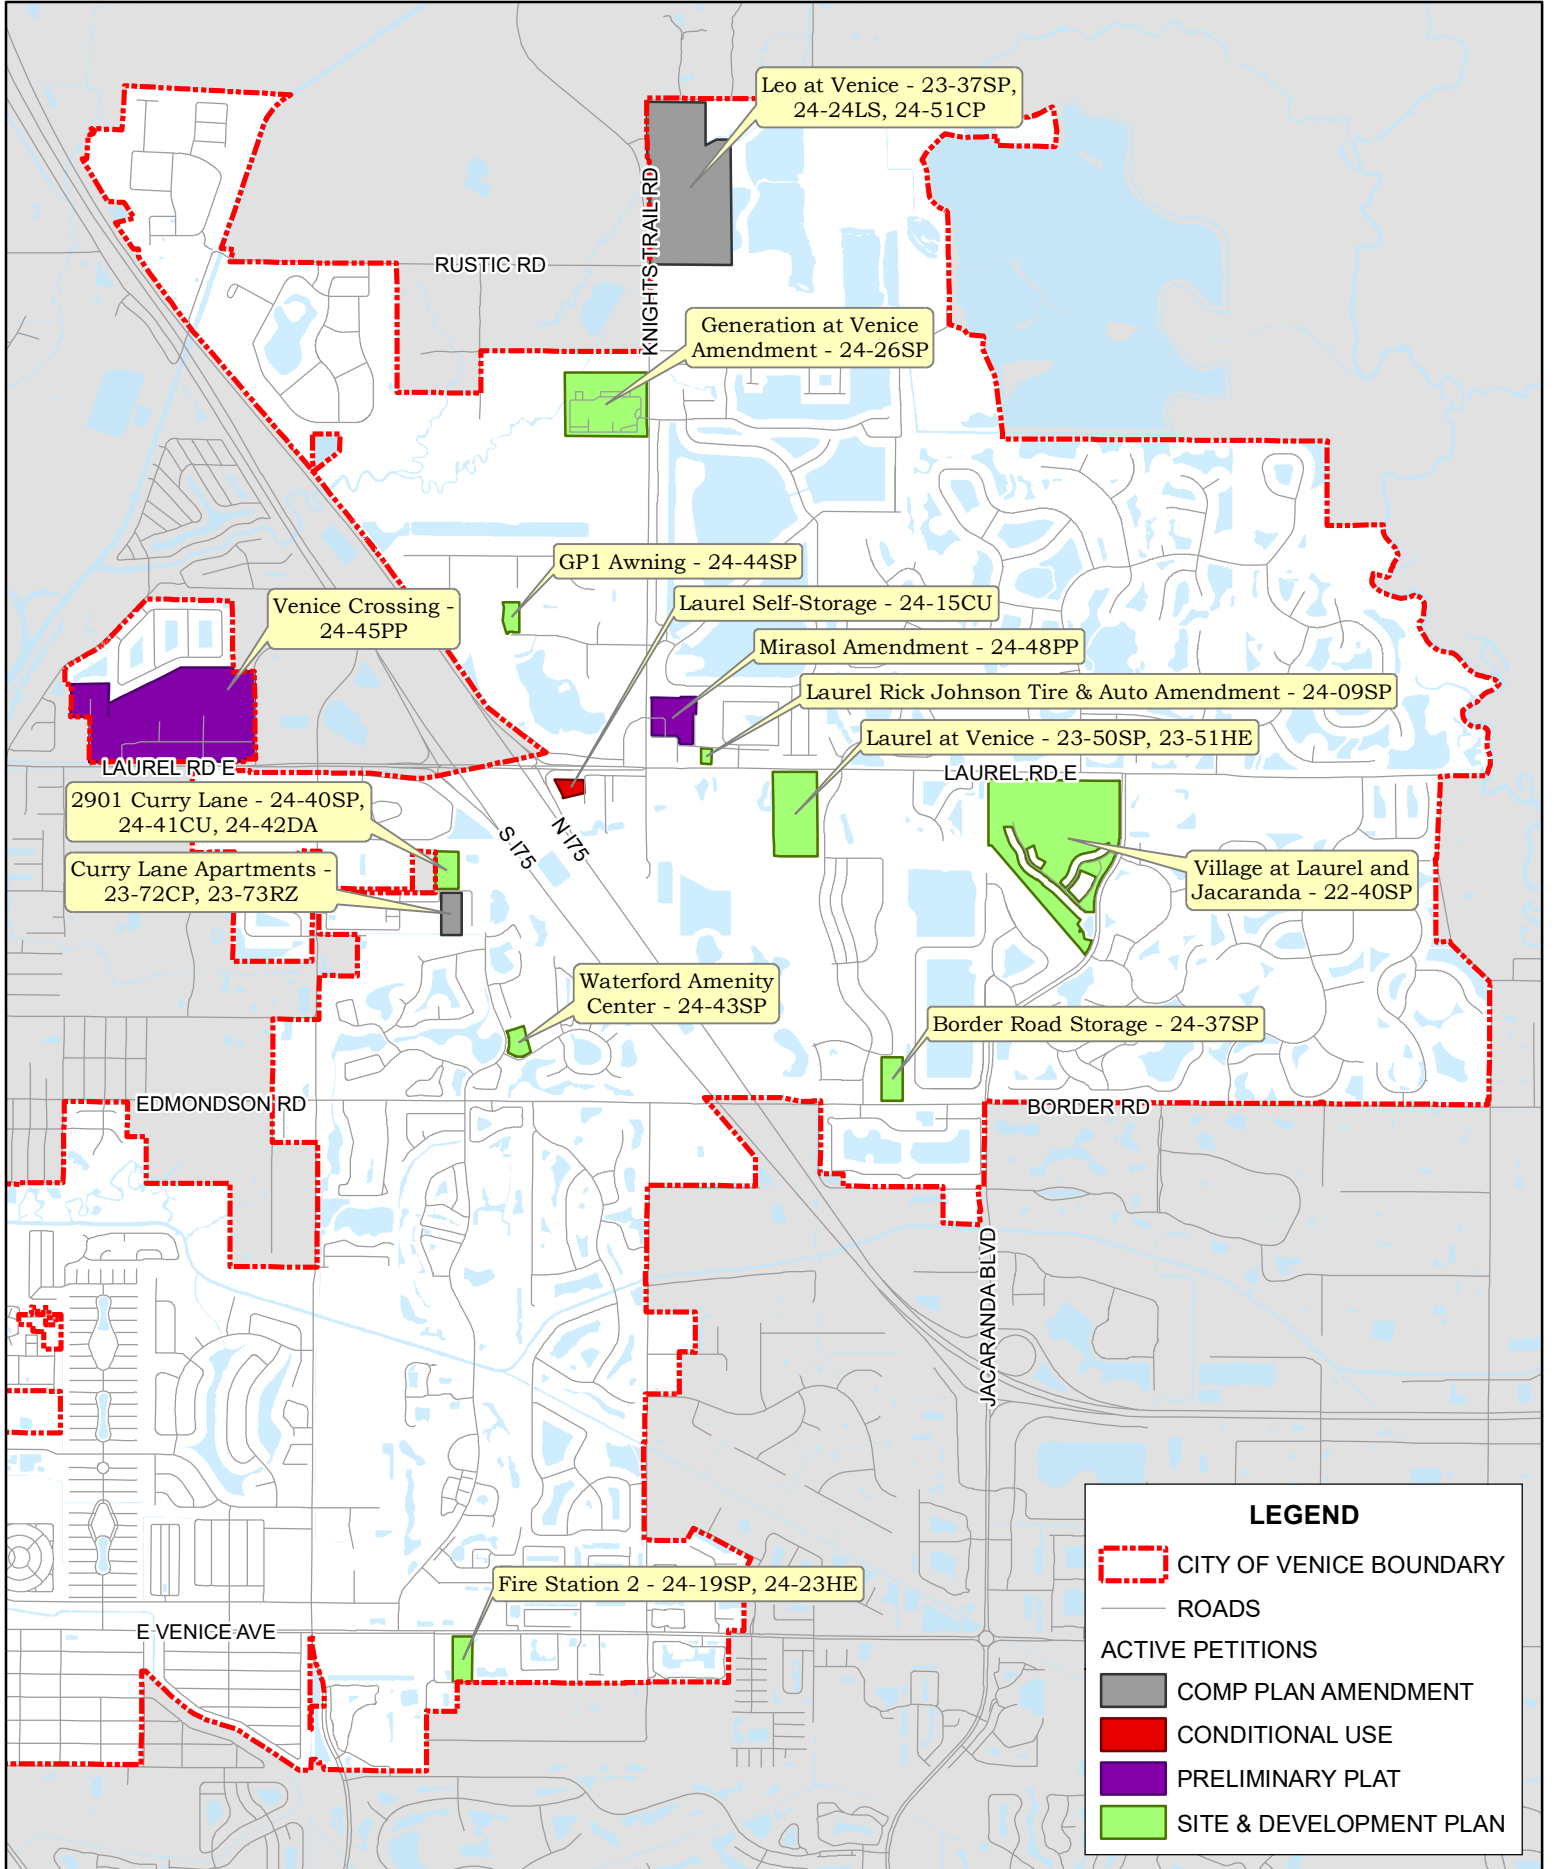 Leo at Venice - 23-37SP,
24-24LS, 24-51CP
KNIGHTS TRAIL RD
RUSTIC RD
Generation at Venice
Amendment - 24-26SP
GP1 Awning - 24-44SP
Laurel Self-Storage - 24-15CU
Venice Crossing -
24-45PP
Mirasol Amendment - 24-48PP
Laurel Rick Johnson Tire & Auto Amendment - 24-09SP
Laurel at Venice - 23-50SP, 23-51HE
LAUREL RD E
LAUREL RD E
2901 Curry Lane - 24-40SP,
24-41CU, 24-42DA
S I75
N I75
Curry Lane Apartments -
23-72CP, 23-73RZ
Village at Laurel and
Jacaranda - 22-40SP
Waterford Amenity
Center - 24-43SP
Border Road Storage - 24-37SP
EDMONDSON RD
BORDER RD
JACARANDA BLVD
Fire Station 2 - 24-19SP, 24-23HE
E VENICE AVE
LEGEND
CITY OF VENICE BOUNDARY
ROADS
ACTIVE PETITIONS
COMP PLAN AMENDMENT
CONDITIONAL USE
PRELIMINARY PLAT
SITE & DEVELOPMENT PLAN